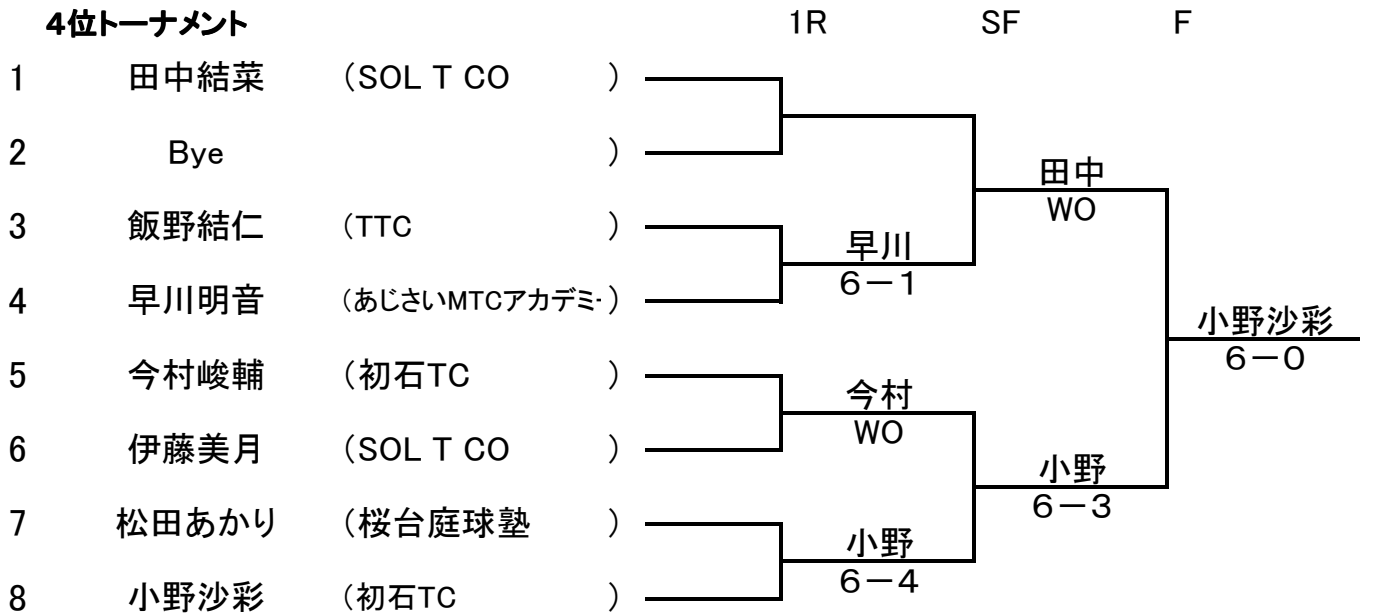 4位トーナメント 1R SF F
1 田中結菜 （SOL T CO ）
2 Bye ）
田中
WO
3 飯野結仁 （TTC ）
早川
6－1
4 早川明音 （あじさいMTCアカデミー）
小野沙彩
6－0
5 今村峻輔 （初石TC ）
今村
WO
6 伊藤美月 （SOL T CO ）
小野
6－3
7 松田あかり （桜台庭球塾 ）
小野
6－4
8 小野沙彩 （初石TC ）